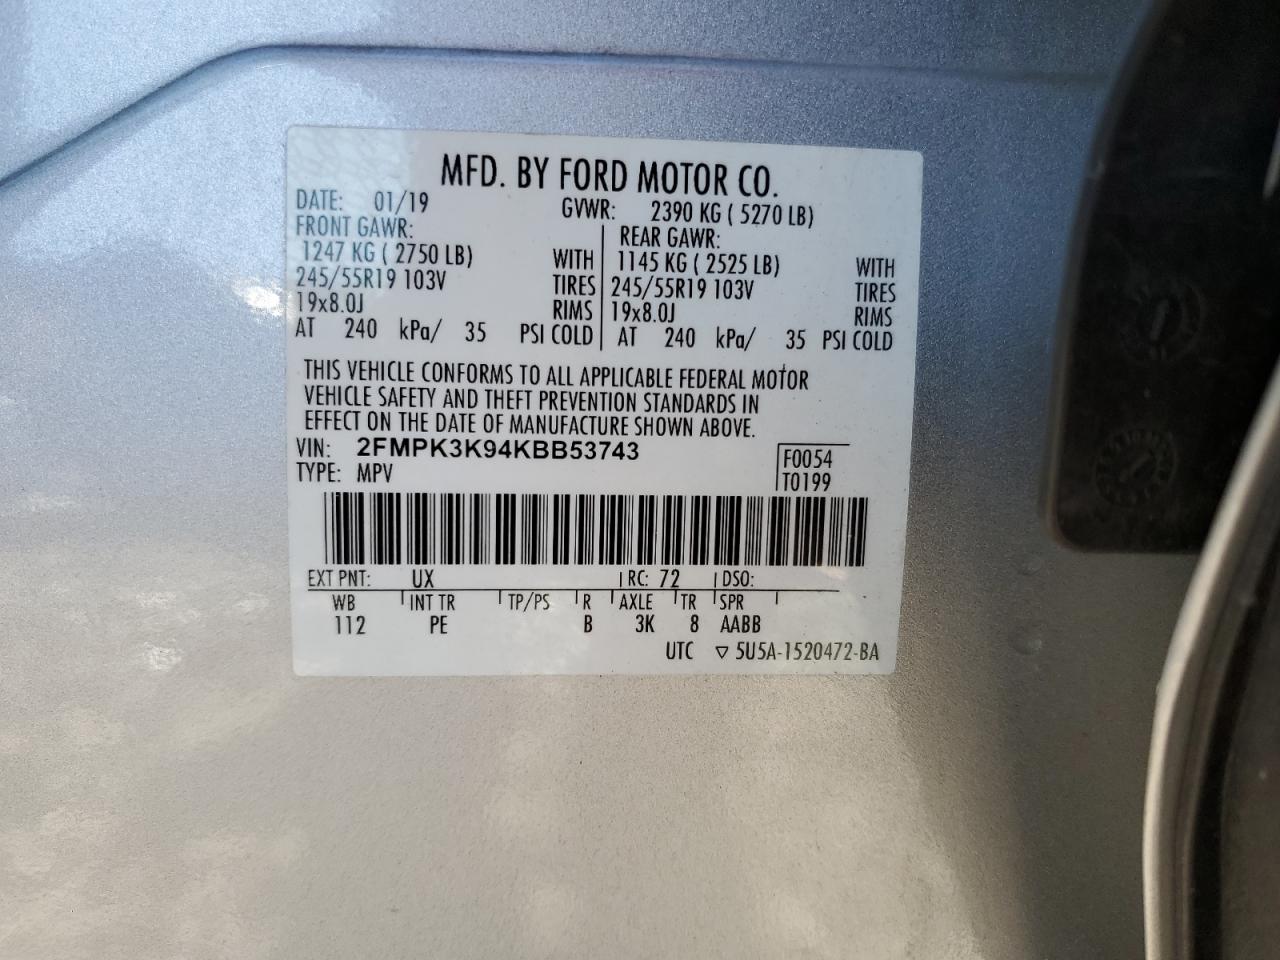 MFD. BY FORD MOTOR CO.
DATE: 01/19 GVWR: 2390 KG ( 5270 LB)
FRONT GAWR: REAR GAWR:
1247 KG ( 2750 LB) WITH 1145 KG ( 2525 LB) WITH
245/55R19 103V TIRES 245/55R19 103V TIRES
19x8.0J RIMS 19x8.0J RIMS
AT 240 kPa/ 35 PSI COLD AT 240 kPa/ 35 PSI COLD
THIS VEHICLE CONFORMS TO ALL APPLICABLE FEDERAL MOTOR
VEHICLE SAFETY AND THEFT PREVENTION STANDARDS IN
EFFECT ON THE DATE OF MANUFACTURE SHOWN ABOVE.
VIN: 2FMPK3K94KBB53743 F0054
TYPE: MPV T0199
EXT PNT: UX RC: 72 DSO:
WB INT TR TP/PS R AXLE TR SPR
112 PE B 3K 8 AABB
UTC ▽ 5U5A-1520472-BA